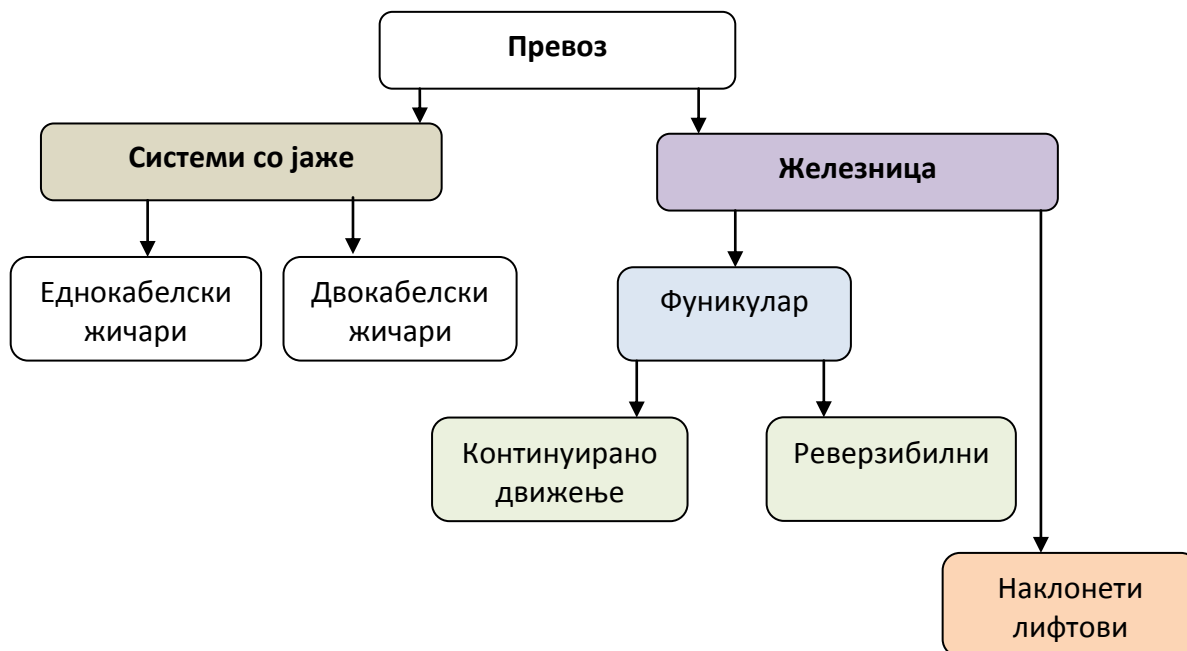 Превоз
Системи со јаже
Железница
Еднокабелски
жичари
Двокабелски
жичари
Фуникулар
Континуирано
движење
Реверзибилни
Наклонети
лифтови